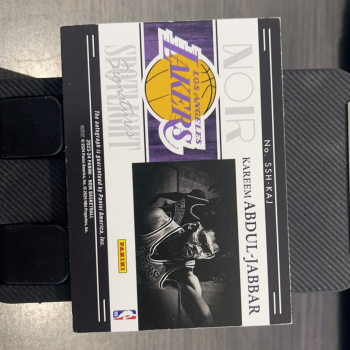 No. SSH-KAJ
KAREEM ABDUL-JABBAR
NOIR
LOS ANGELES
LAKERS
SPOTLIGHT
Signatures
PANINI
The autograph is guaranteed by Panini America, Inc.
2023-24 PANINI - NOIR BASKETBALL
NBA